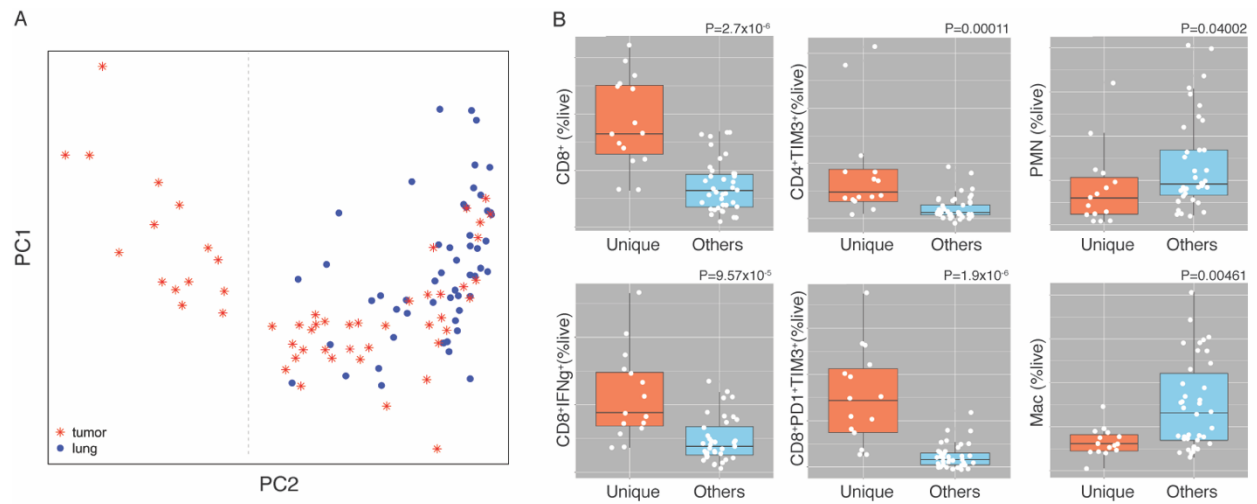 A
PC1
tumor
lung
PC2
B
P=2.7x10⁻⁶
CD8⁺ (%live)
Unique
Others
P=0.00011
CD4⁺TIM3⁺(%live)
Unique
Others
P=0.04002
PMN (%live)
Unique
Others
P=9.57x10⁻⁵
CD8⁺IFNg⁺(%live)
Unique
Others
P=1.9x10⁻⁶
CD8⁺PD1⁺TIM3⁺(%live)
Unique
Others
P=0.00461
Mac (%live)
Unique
Others